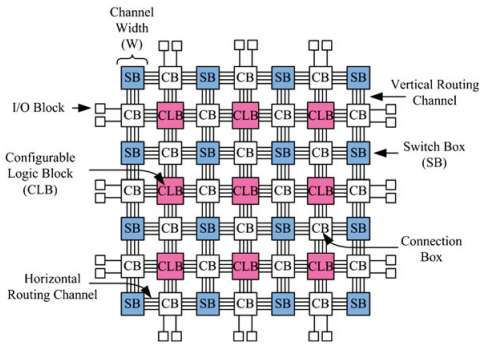 Channel
Width
(W)
SB CB SB CB SB CB SB
Vertical Routing
Channel
I/O Block
CB CLB CB CLB CB CLB CB
SB CB SB CB SB CB SB
Switch Box
(SB)
Configurable
Logic Block
(CLB)
CB CLB CB CLB CB CLB CB
SB CB SB CB SB CB SB
Connection
Box
CB CLB CB CLB CB CLB CB
Horizontal
Routing Channel
SB CB SB CB SB CB SB